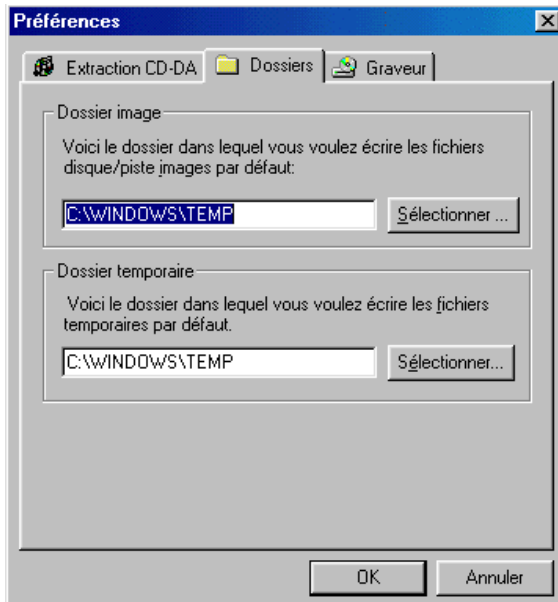 Préférences
Extraction CD-DA
Dossiers
Graveur
Dossier image
Voici le dossier dans lequel vous voulez écrire les fichiers
disque/piste images par défaut:
C:\WINDOWS\TEMP
Sélectionner ...
Dossier temporaire
Voici le dossier dans lequel vous voulez écrire les fichiers
temporaires par défaut.
C:\WINDOWS\TEMP
Sélectionner...
OK
Annuler